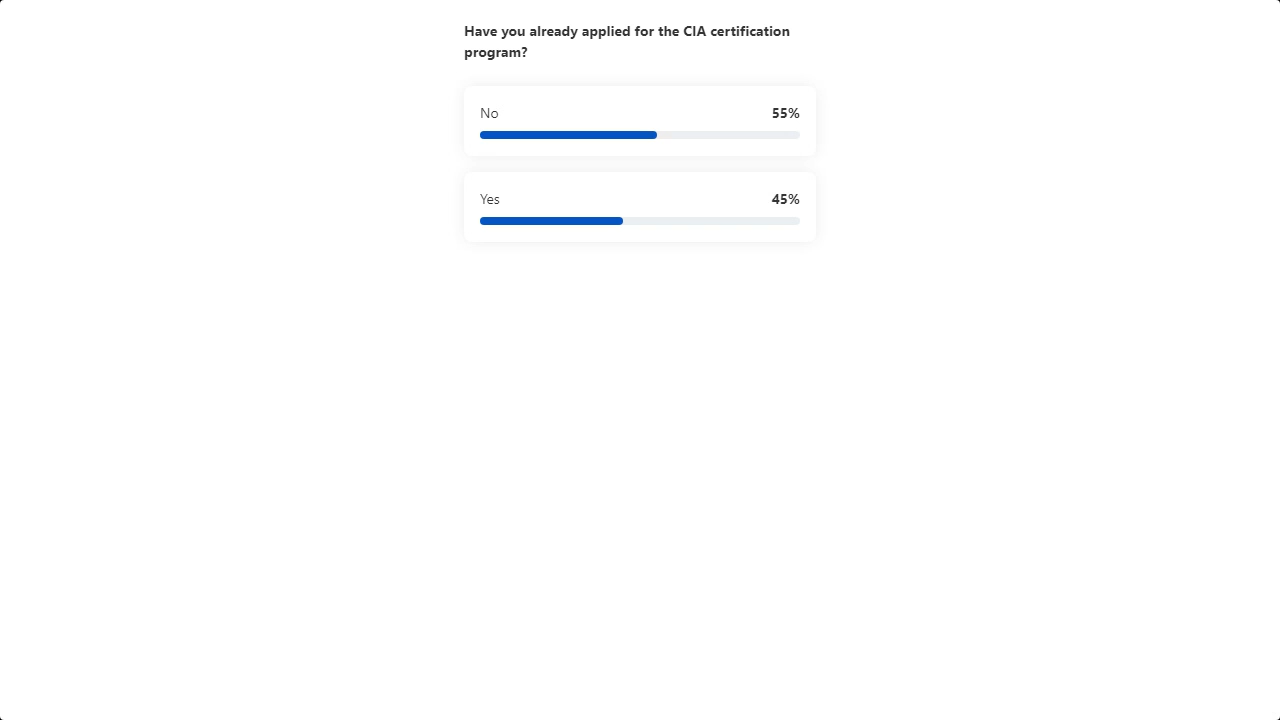 Have you already applied for the CIA certification
program?
No 55%
Yes 45%